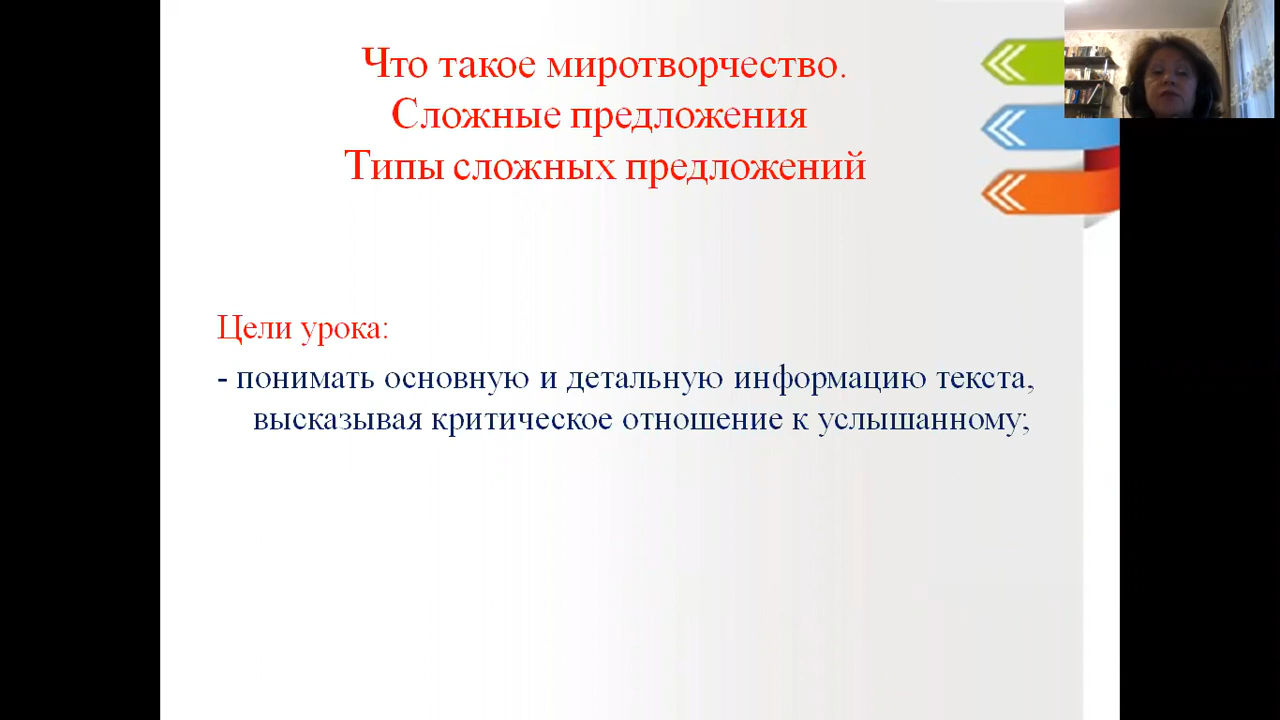 Что такое миротворчество.
Сложные предложения
Типы сложных предложений
Цели урока:
- понимать основную и детальную информацию текста,
высказывая критическое отношение к услышанному;